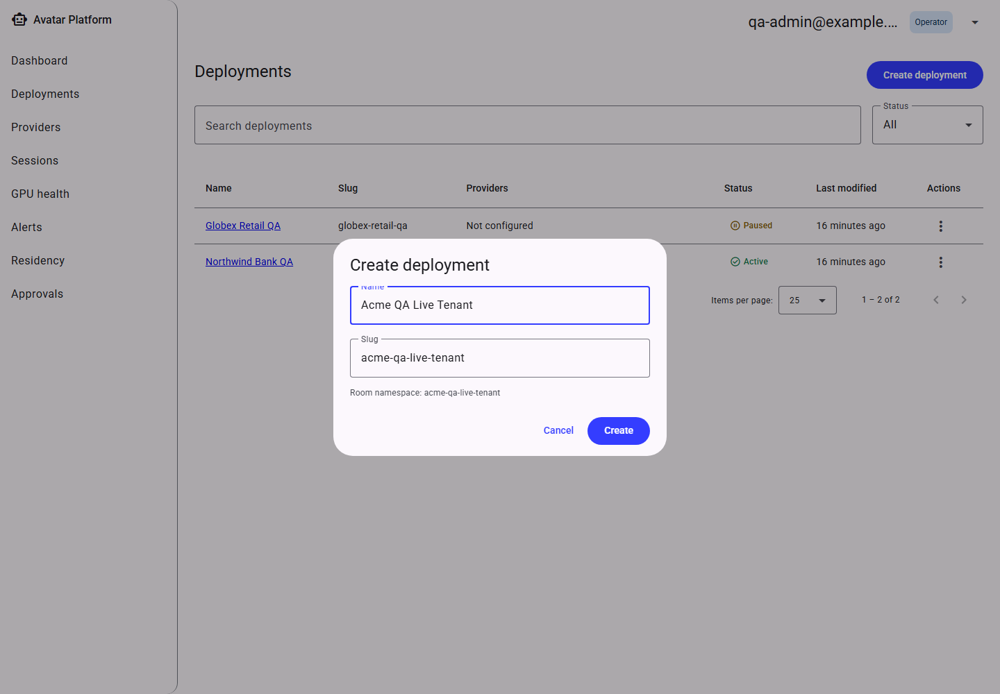 Avatar Platform
qa-admin@example.... Operator
Dashboard
Deployments
Providers
Sessions
GPU health
Alerts
Residency
Approvals
Deployments
Create deployment
Search deployments
Status
All
Name Slug Providers Status Last modified Actions
Globex Retail QA globex-retail-qa Not configured Paused 16 minutes ago
Northwind Bank QA Active 16 minutes ago
Items per page: 25 1 – 2 of 2
Create deployment
Name
Acme QA Live Tenant
Slug
acme-qa-live-tenant
Room namespace: acme-qa-live-tenant
Cancel Create